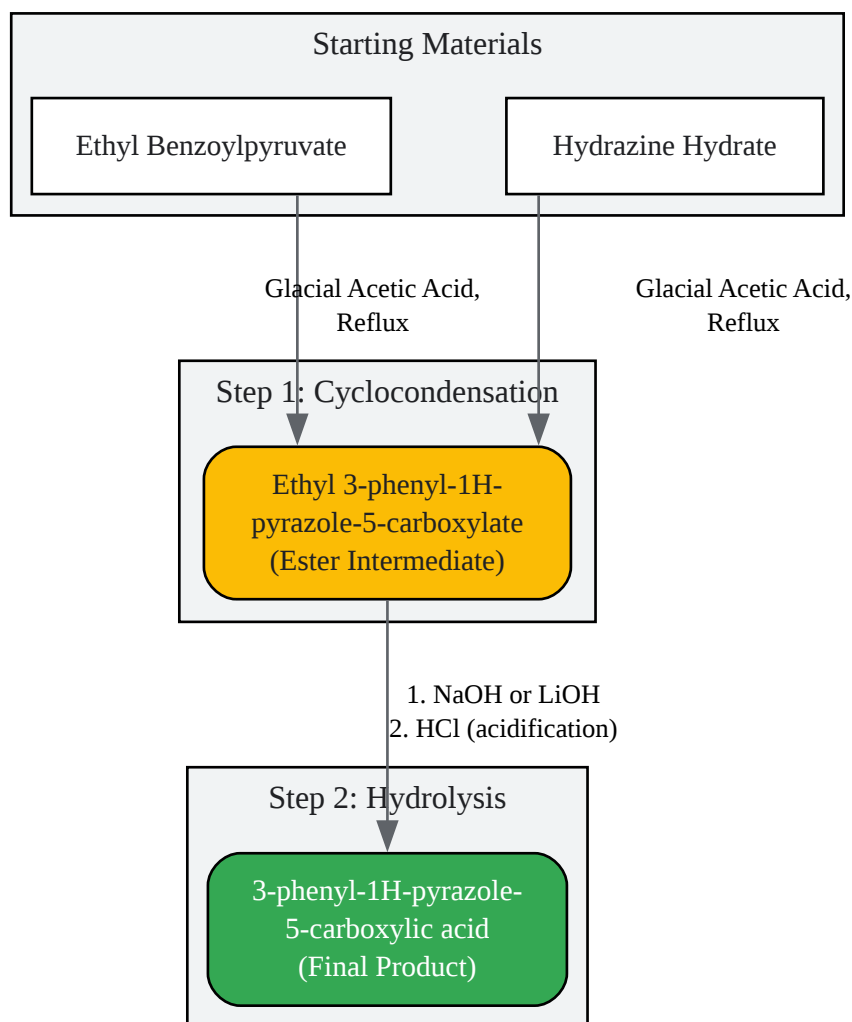 Starting Materials
Ethyl Benzoylpyruvate
Hydrazine Hydrate
Glacial Acetic Acid,
Reflux
Glacial Acetic Acid,
Reflux
Step 1: Cyclocondensation
Ethyl 3-phenyl-1H-
pyrazole-5-carboxylate
(Ester Intermediate)
1. NaOH or LiOH
2. HCl (acidification)
Step 2: Hydrolysis
3-phenyl-1H-pyrazole-
5-carboxylic acid
(Final Product)